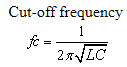 Cut-off frequency
fc = 1 / 2π√LC